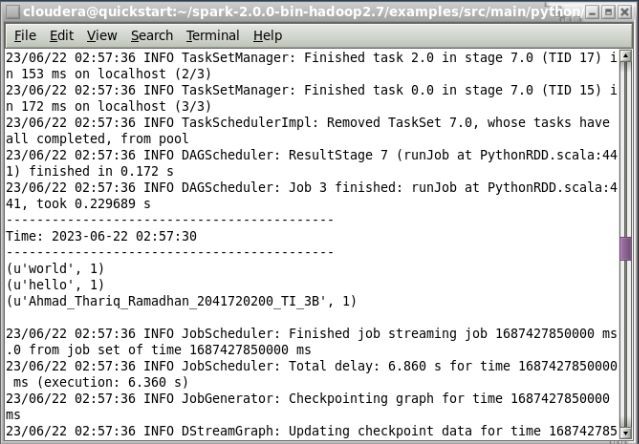 cloudera@quickstart:~/spark-2.0.0-bin-hadoop2.7/examples/src/main/python/
File Edit View Search Terminal Help
23/06/22 02:57:36 INFO TaskSetManager: Finished task 2.0 in stage 7.0 (TID 17) i
n 153 ms on localhost (2/3)
23/06/22 02:57:36 INFO TaskSetManager: Finished task 0.0 in stage 7.0 (TID 15) i
n 172 ms on localhost (3/3)
23/06/22 02:57:36 INFO TaskSchedulerImpl: Removed TaskSet 7.0, whose tasks have
all completed, from pool
23/06/22 02:57:36 INFO DAGScheduler: ResultStage 7 (runJob at PythonRDD.scala:44
1) finished in 0.172 s
23/06/22 02:57:36 INFO DAGScheduler: Job 3 finished: runJob at PythonRDD.scala:4
41, took 0.229689 s
-------------------------------------------
Time: 2023-06-22 02:57:30
-------------------------------------------
(u'world', 1)
(u'hello', 1)
(u'Ahmad_Thariq_Ramadhan_2041720200_TI_3B', 1)
23/06/22 02:57:36 INFO JobScheduler: Finished job streaming job 1687427850000 ms
.0 from job set of time 1687427850000 ms
23/06/22 02:57:36 INFO JobScheduler: Total delay: 6.860 s for time 1687427850000
ms (execution: 6.360 s)
23/06/22 02:57:36 INFO JobGenerator: Checkpointing graph for time 1687427850000
ms
23/06/22 02:57:36 INFO DStreamGraph: Updating checkpoint data for time 168742785